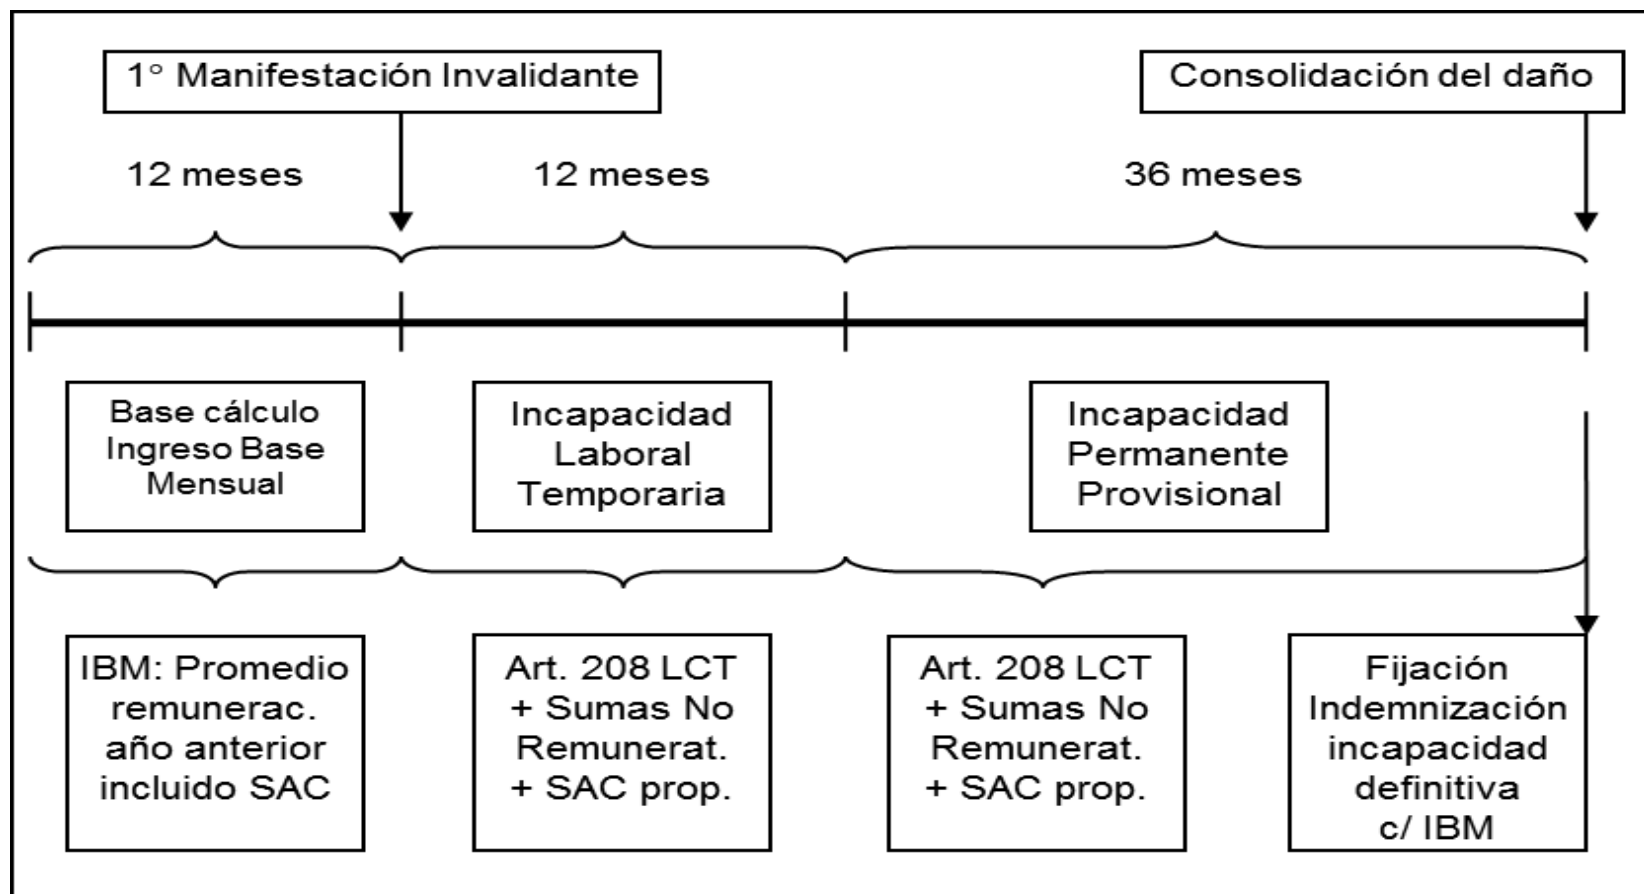 1° Manifestación Invalidante
Consolidación del daño
12 meses
12 meses
36 meses
Base cálculo
Ingreso Base
Mensual
Incapacidad
Laboral
Temporaria
Incapacidad
Permanente
Provisional
IBM: Promedio
remunerac.
año anterior
incluido SAC
Art. 208 LCT
+ Sumas No
Remunerat.
+ SAC prop.
Art. 208 LCT
+ Sumas No
Remunerat.
+ SAC prop.
Fijación
Indemnización
incapacidad
definitiva
c/ IBM